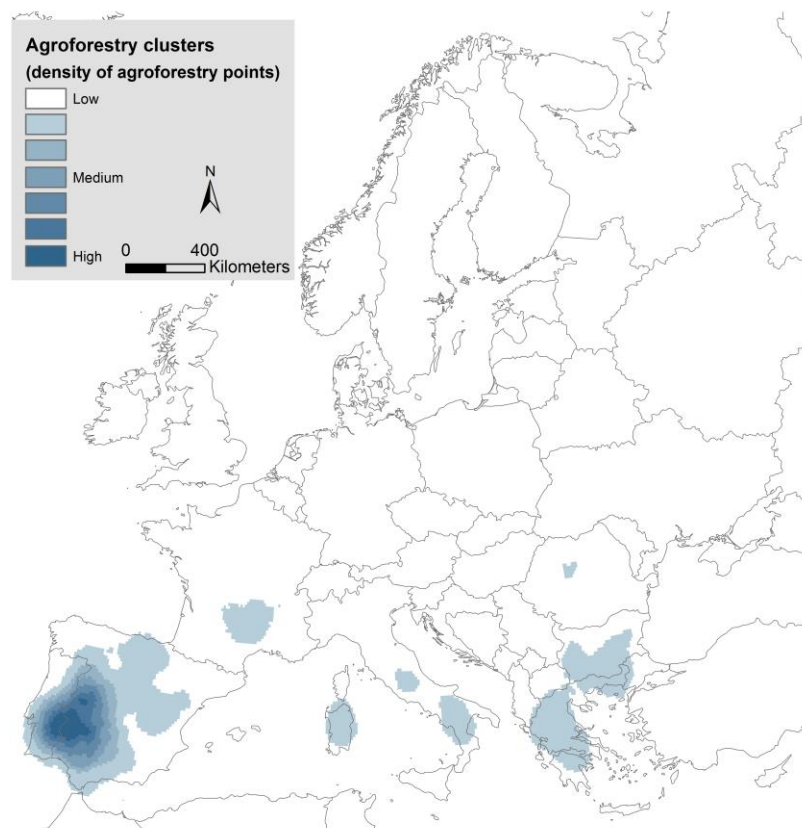 Agroforestry clusters
(density of agroforestry points)
Low
Medium
High
N
0 400
Kilometers